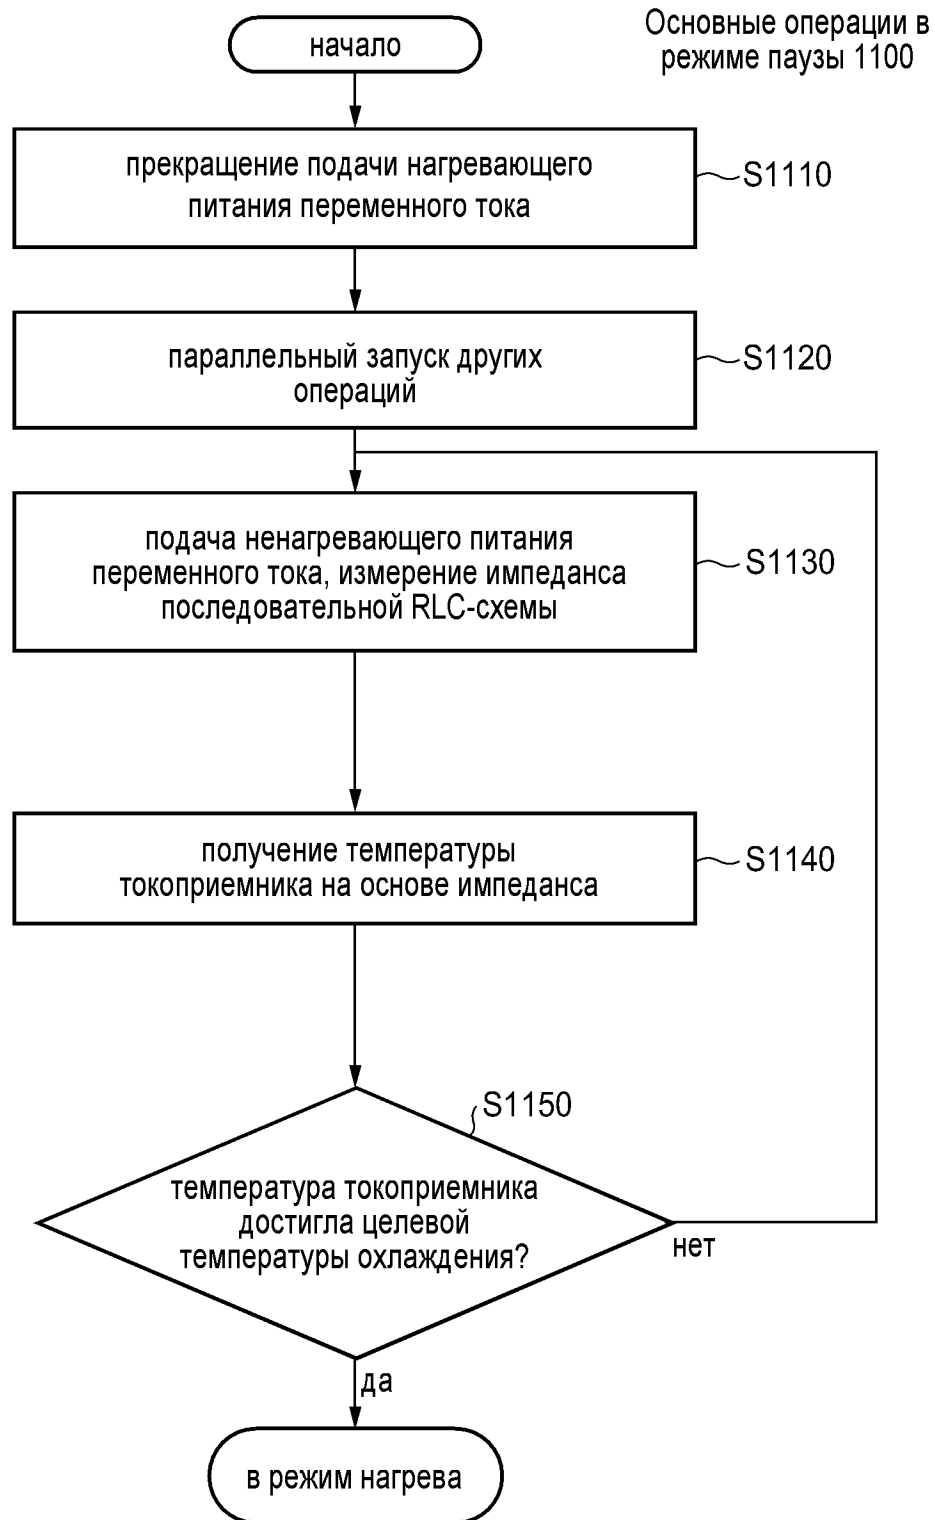 Основные операции в
режиме паузы 1100
начало
прекращение подачи нагревающего
питания переменного тока
S1110
параллельный запуск других
операций
S1120
подача ненагревающего питания
переменного тока, измерение импеданса
последовательной RLC-схемы
S1130
получение температуры
токоприемника на основе импеданса
S1140
S1150
температура токоприемника
достигла целевой
температуры охлаждения?
нет
да
в режим нагрева